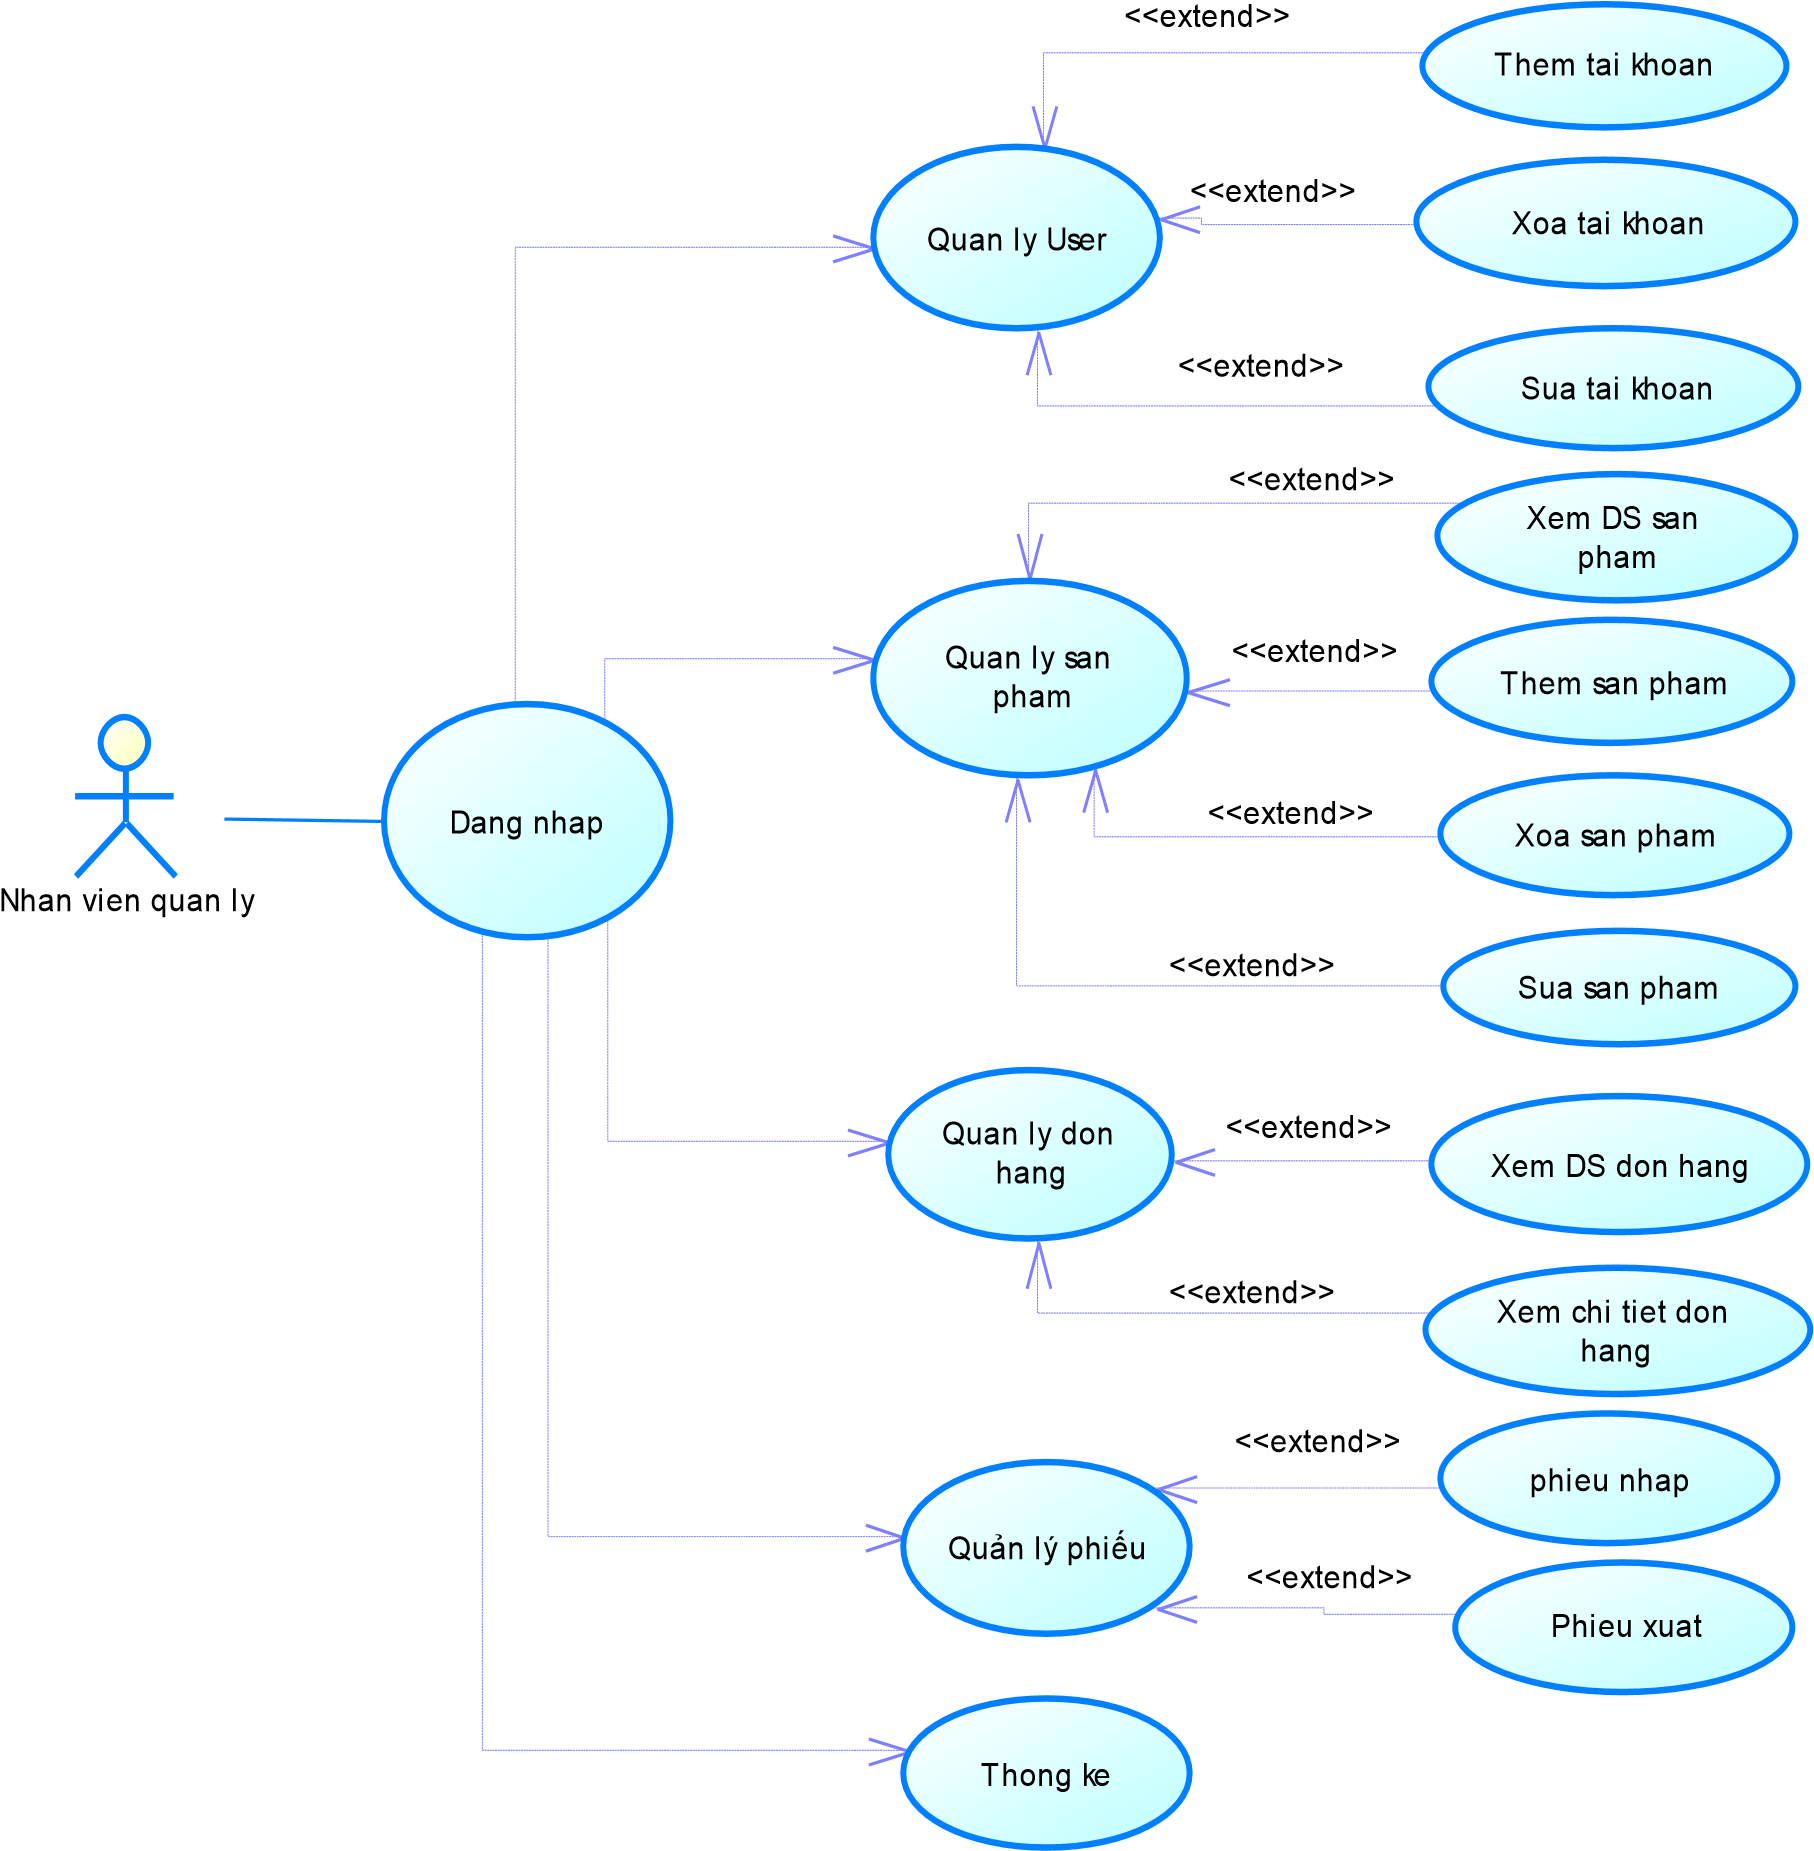 <<extend>>
Them tai khoan
<<extend>>
Xoa tai khoan
Quan ly User
<<extend>>
Sua tai khoan
<<extend>>
Xem DS san
pham
<<extend>>
Quan ly san
pham
Them san pham
<<extend>>
Xoa san pham
Dang nhap
Nhan vien quan ly
<<extend>>
Sua san pham
<<extend>>
Quan ly don
hang
Xem DS don hang
<<extend>>
Xem chi tiet don
hang
<<extend>>
phieu nhap
Quản lý phiếu
<<extend>>
Phieu xuat
Thong ke